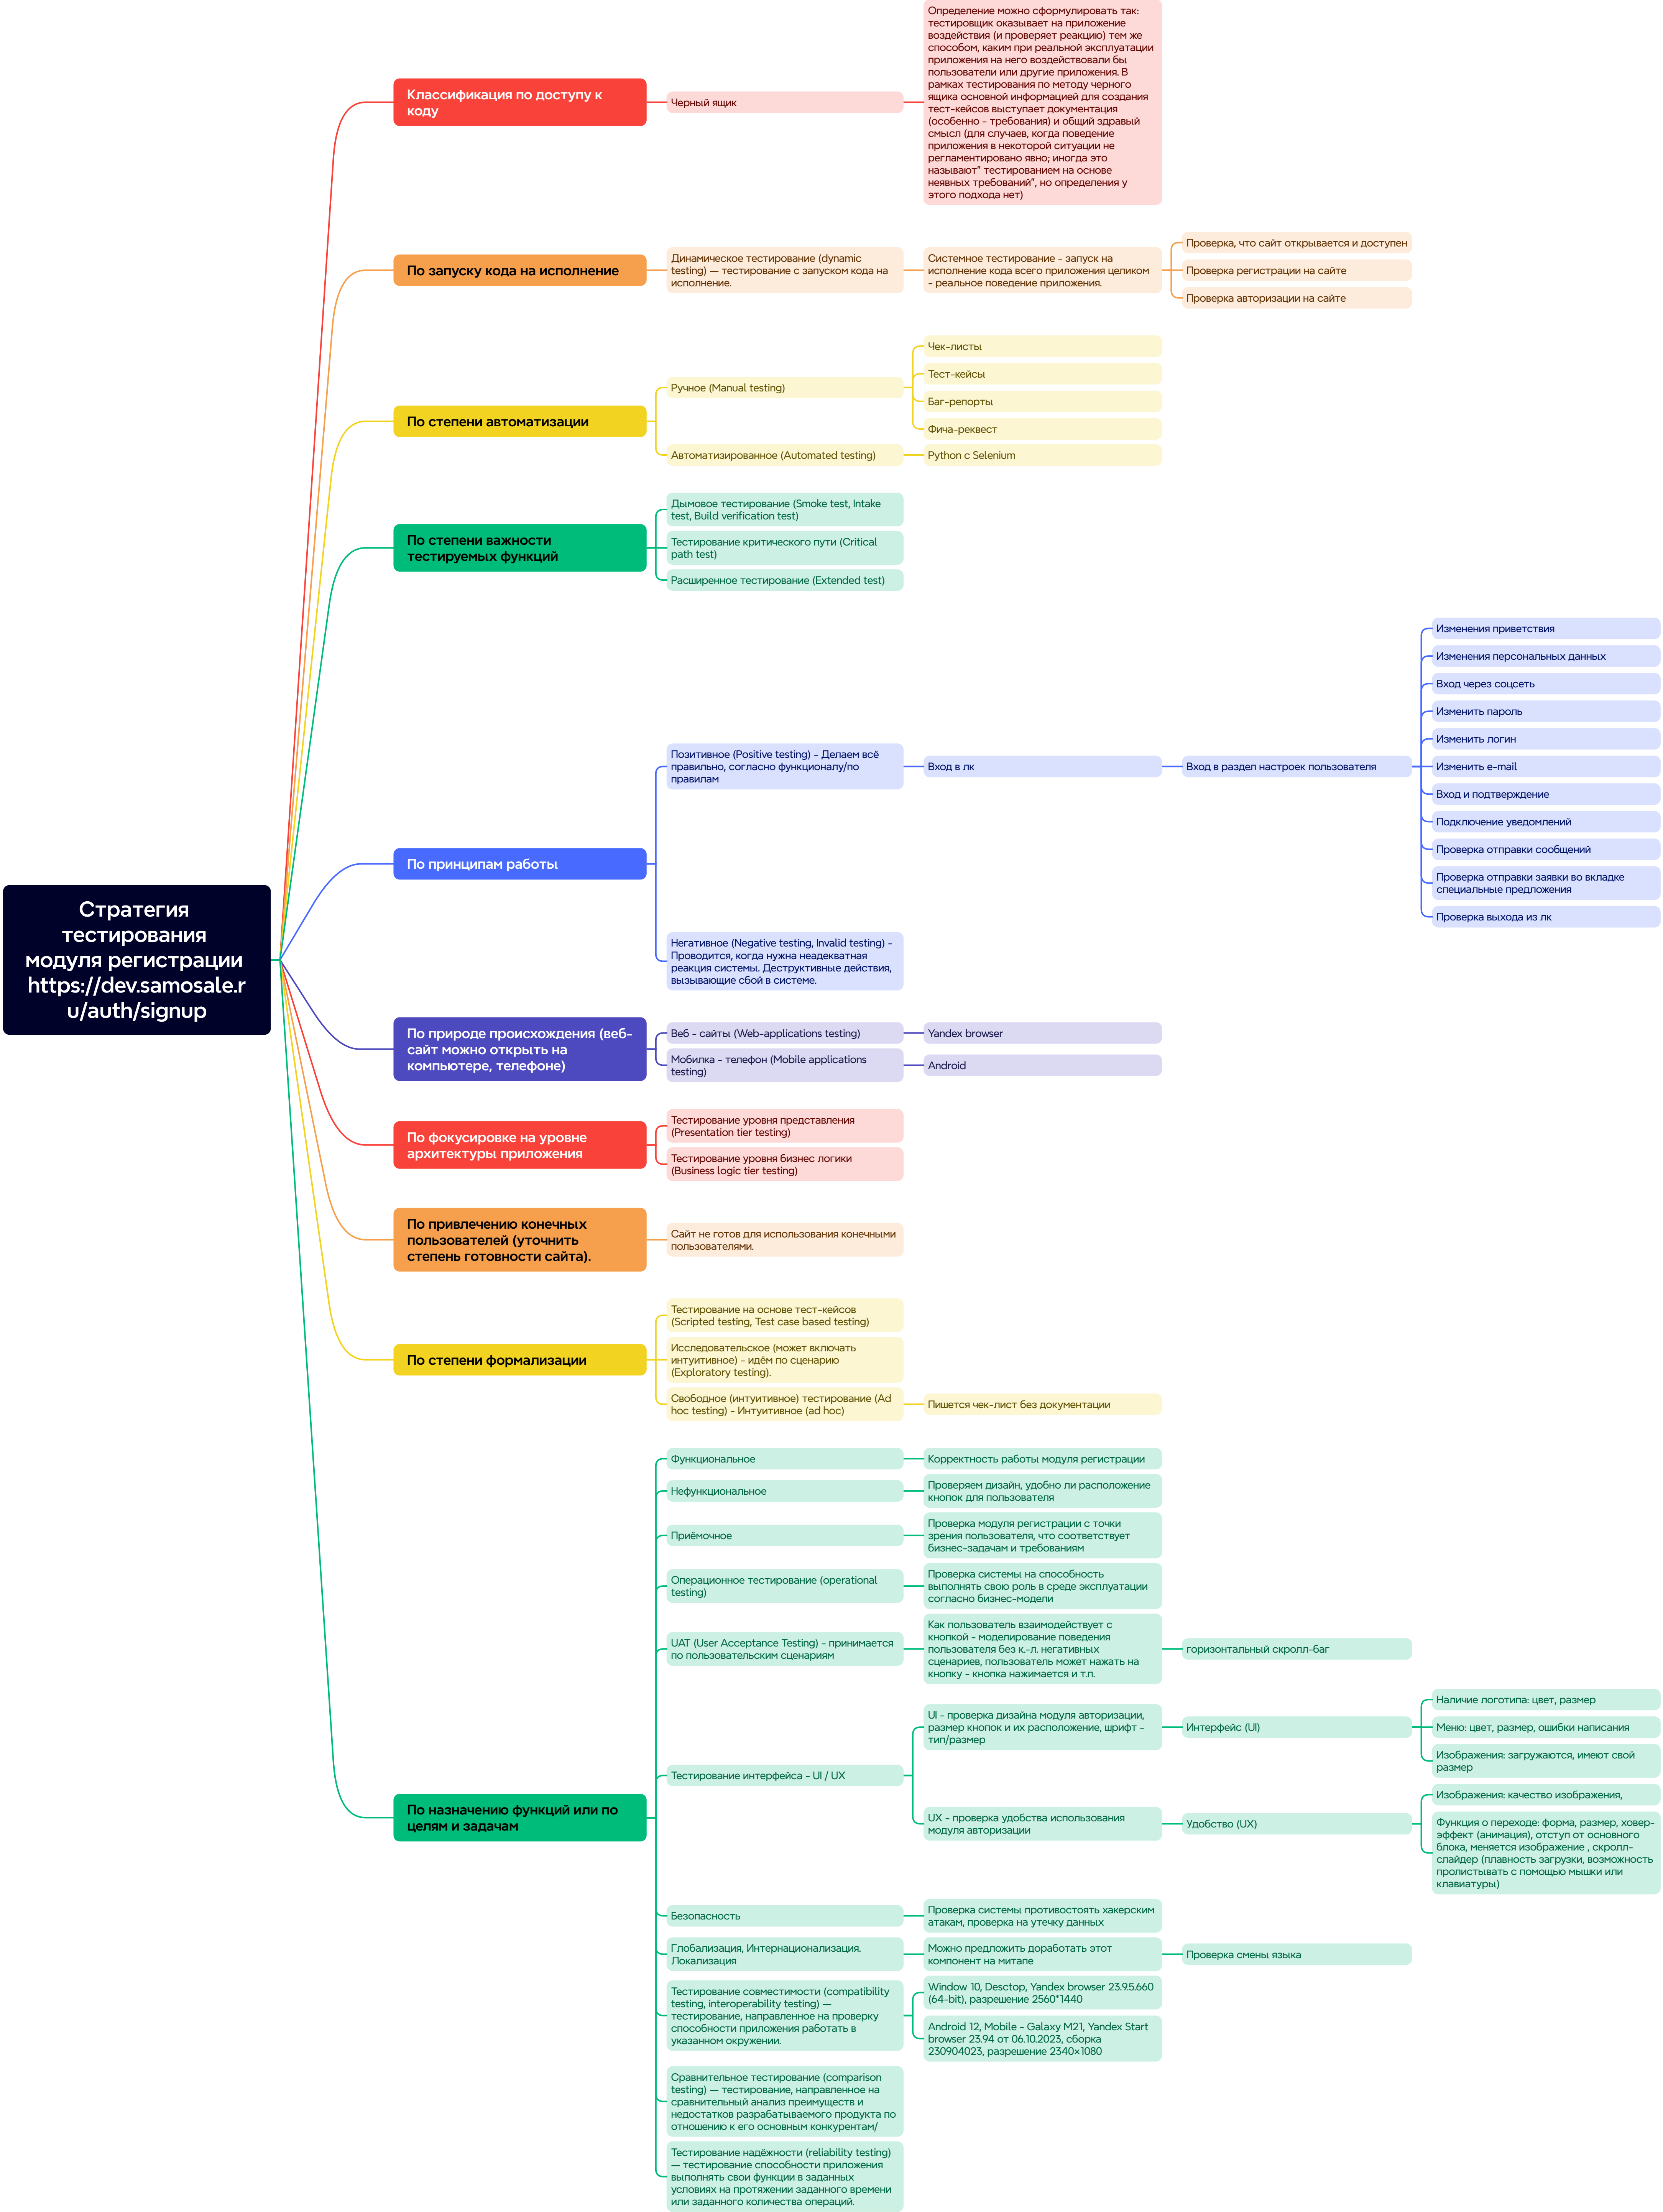 Стратегия
тестирования
модуля регистрации
https://dev.samosale.r
u/auth/signup
Классификация по доступу к
коду
Черный ящик
Определение можно сформулировать так:
тестировщик оказывает на приложение
воздействия (и проверяет реакцию) тем же
способом, каким при реальной эксплуатации
приложения на него воздействовали бы
пользователи или другие приложения. В
рамках тестирования по методу черного
ящика основной информацией для создания
тест-кейсов выступает документация
(особенно - требования) и общий здравый
смысл (для случаев, когда поведение
приложения в некоторой ситуации не
регламентировано явно; иногда это
называют" тестированием на основе
неявных требований", но определения у
этого подхода нет)
По запуску кода на исполнение
Динамическое тестирование (dynamic
testing) — тестирование с запуском кода на
исполнение.
Системное тестирование - запуск на
исполнение кода всего приложения целиком
- реальное поведение приложения.
Проверка, что сайт открывается и доступен
Проверка регистрации на сайте
Проверка авторизации на сайте
По степени автоматизации
Ручное (Manual testing)
Чек-листы
Тест-кейсы
Баг-репорты
Фича-реквест
Автоматизированное (Automated testing)
Python с Selenium
По степени важности
тестируемых функций
Дымовое тестирование (Smoke test, Intake
test, Build verification test)
Тестирование критического пути (Critical
path test)
Расширенное тестирование (Extended test)
По принципам работы
Позитивное (Positive testing) - Делаем всё
правильно, согласно функционалу/по
правилам
Вход в лк
Вход в раздел настроек пользователя
Изменения приветствия
Изменения персональных данных
Вход через соцсеть
Изменить пароль
Изменить логин
Изменить e-mail
Вход и подтверждение
Подключение уведомлений
Проверка отправки сообщений
Проверка отправки заявки во вкладке
специальные предложения
Проверка выхода из лк
Негативное (Negative testing, Invalid testing) -
Проводится, когда нужна неадекватная
реакция системы. Деструктивные действия,
вызывающие сбой в системе.
По природе происхождения (веб-
сайт можно открыть на
компьютере, телефоне)
Веб - сайты (Web-applications testing)
Yandex browser
Мобилка - телефон (Mobile applications
testing)
Android
По фокусировке на уровне
архитектуры приложения
Тестирование уровня представления
(Presentation tier testing)
Тестирование уровня бизнес логики
(Business logic tier testing)
По привлечению конечных
пользователей (уточнить
степень готовности сайта).
Сайт не готов для использования конечными
пользователями.
По степени формализации
Тестирование на основе тест-кейсов
(Scripted testing, Test case based testing)
Исследовательское (может включать
интуитивное) - идём по сценарию
(Exploratory testing).
Свободное (интуитивное) тестирование (Ad
hoc testing) - Интуитивное (ad hoc)
Пишется чек-лист без документации
По назначению функций или по
целям и задачам
Функциональное
Корректность работы модуля регистрации
Нефункциональное
Проверяем дизайн, удобно ли расположение
кнопок для пользователя
Приёмочное
Проверка модуля регистрации с точки
зрения пользователя, что соответствует
бизнес-задачам и требованиям
Операционное тестирование (operational
testing)
Проверка системы на способность
выполнять свою роль в среде эксплуатации
согласно бизнес-модели
UAT (User Acceptance Testing) - принимается
по пользовательским сценариям
Как пользователь взаимодействует с
кнопкой - моделирование поведения
пользователя без к.-л. негативных
сценариев, пользователь может нажать на
кнопку - кнопка нажимается и т.п.
горизонтальный скролл-баг
Тестирование интерфейса - UI / UX
UI - проверка дизайна модуля авторизации,
размер кнопок и их расположение, шрифт -
тип/размер
Интерфейс (UI)
Наличие логотипа: цвет, размер
Меню: цвет, размер, ошибки написания
Изображения: загружаются, имеют свой
размер
UX - проверка удобства использования
модуля авторизации
Удобство (UX)
Изображения: качество изображения,
Функция о переходе: форма, размер, ховер-
эффект (анимация), отступ от основного
блока, меняется изображение , скролл-
слайдер (плавность загрузки, возможность
пролистывать с помощью мышки или
клавиатуры)
Безопасность
Проверка системы противостоять хакерским
атакам, проверка на утечку данных
Глобализация, Интернационализация.
Локализация
Можно предложить доработать этот
компонент на митапе
Проверка смены языка
Тестирование совместимости (compatibility
testing, interoperability testing) —
тестирование, направленное на проверку
способности приложения работать в
указанном окружении.
Window 10, Desctop, Yandex browser 23.9.5.660
(64-bit), разрешение 2560*1440
Android 12, Mobile - Galaxy M21, Yandex Start
browser 23.94 от 06.10.2023, сборка
230904023, разрешение 2340×1080
Сравнительное тестирование (comparison
testing) — тестирование, направленное на
сравнительный анализ преимуществ и
недостатков разрабатываемого продукта по
отношению к его основным конкурентам/
Тестирование надёжности (reliability testing)
— тестирование способности приложения
выполнять свои функции в заданных
условиях на протяжении заданного времени
или заданного количества операций.